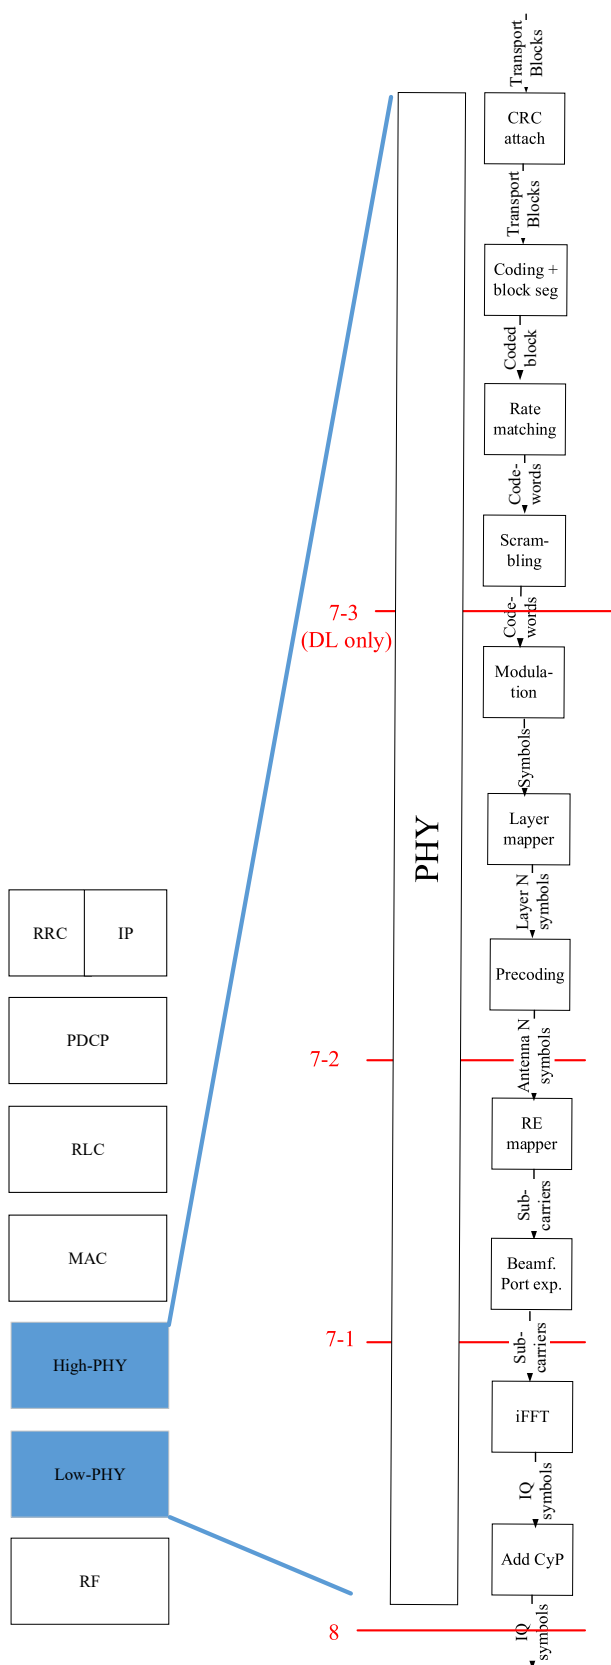 Transport
Blocks
CRC
attach
Transport
Blocks
Coding +
block seg
Coded
block
Rate
matching
Code-
words
Scram-
bling
7-3
(DL only)
Code-
words
Modula-
tion
Symbols
PHY
Layer
mapper
Layer N
symbols
RRC
IP
Precoding
PDCP
7-2
Antenna N
symbols
RLC
RE
mapper
Sub-
carriers
MAC
Beamf.
Port exp.
7-1
Sub-
carriers
High-PHY
iFFT
Low-PHY
IQ
symbols
RF
Add CyP
8
IQ
symbols